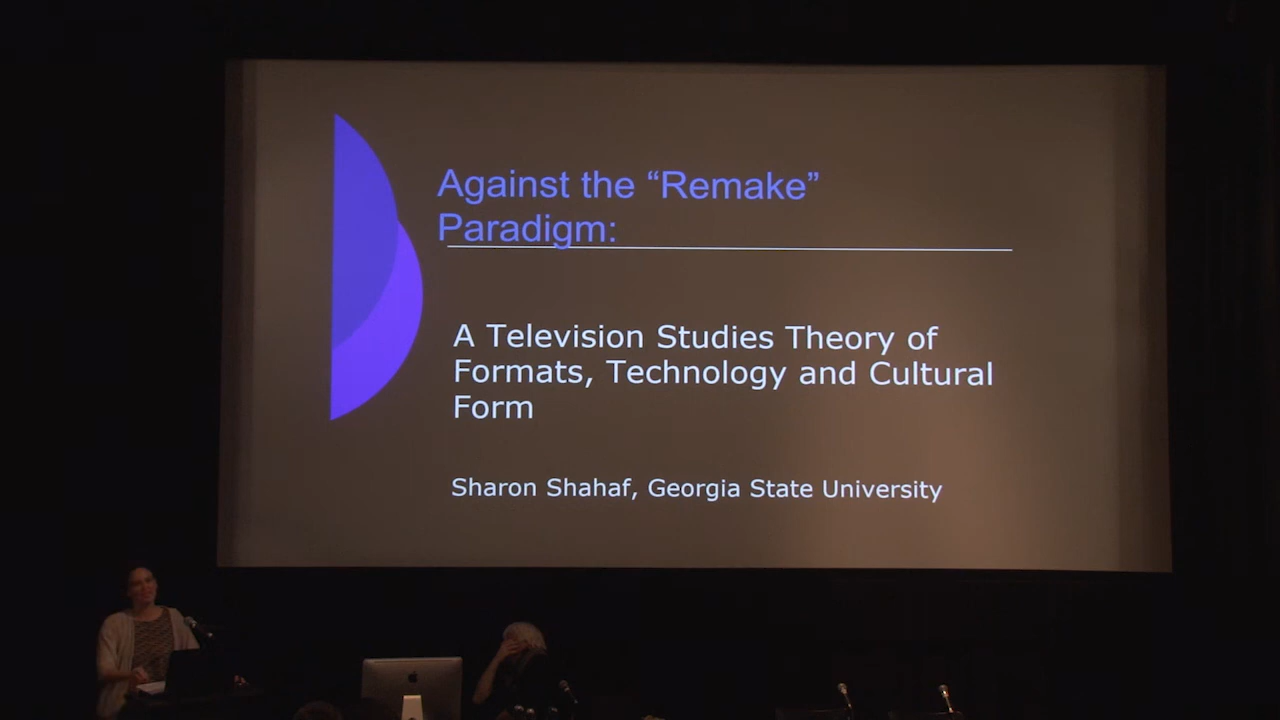 Against the “Remake”
Paradigm:
A Television Studies Theory of
Formats, Technology and Cultural
Form
Sharon Shahaf, Georgia State University